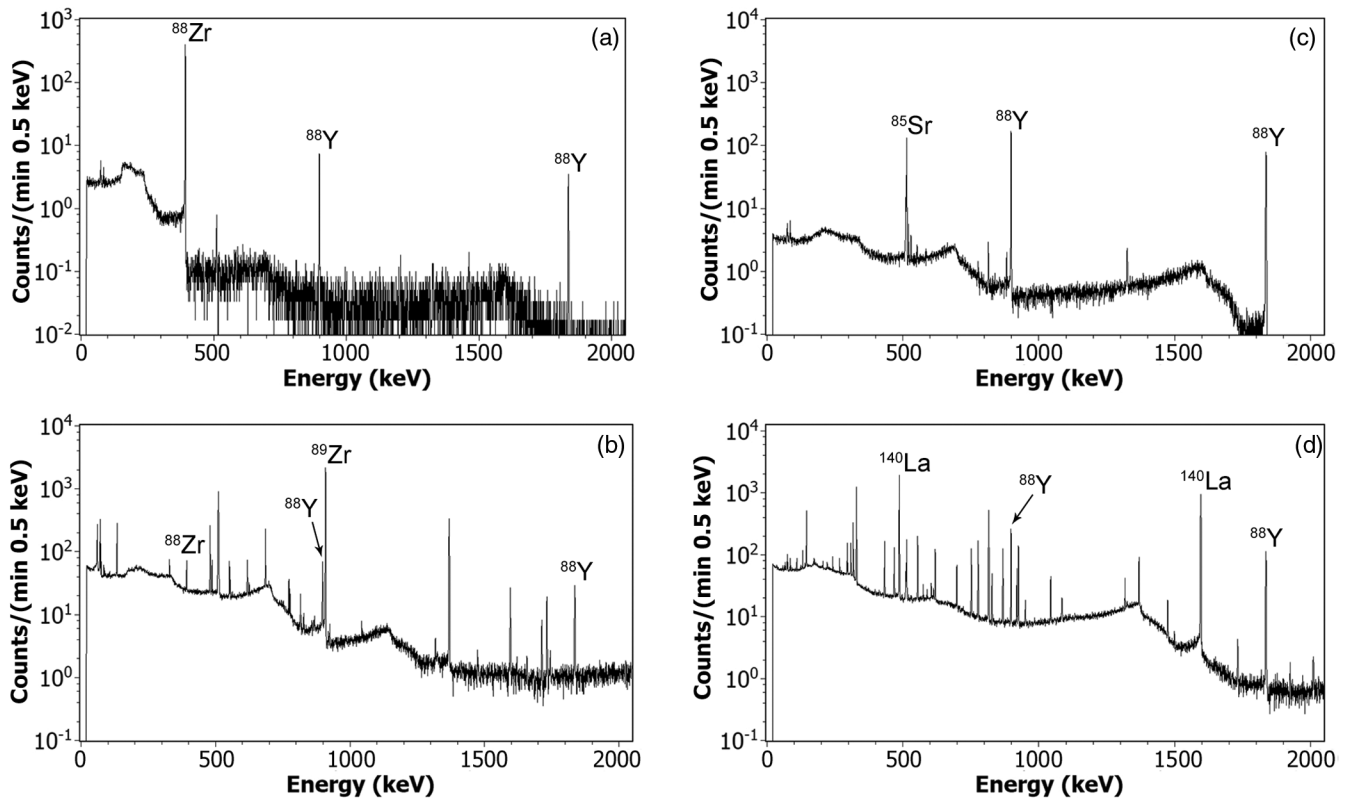 (a)
10³
10²
10¹
10⁰
10⁻¹
10⁻²
Counts/(min 0.5 keV)
⁸⁸Zr
⁸⁸Y
⁸⁸Y
0 500 1000 1500 2000
Energy (keV)
(c)
10⁴
10³
10²
10¹
10⁰
10⁻¹
Counts/(min 0.5 keV)
⁸⁵Sr
⁸⁸Y
⁸⁸Y
0 500 1000 1500 2000
Energy (keV)
(b)
10⁴
10³
10²
10¹
10⁰
10⁻¹
Counts/(min 0.5 keV)
⁸⁹Zr
⁸⁸Y
⁸⁸Zr
⁸⁸Y
0 500 1000 1500 2000
Energy (keV)
(d)
10⁴
10³
10²
10¹
10⁰
10⁻¹
Counts/(min 0.5 keV)
¹⁴⁰La
⁸⁸Y
¹⁴⁰La
⁸⁸Y
0 500 1000 1500 2000
Energy (keV)